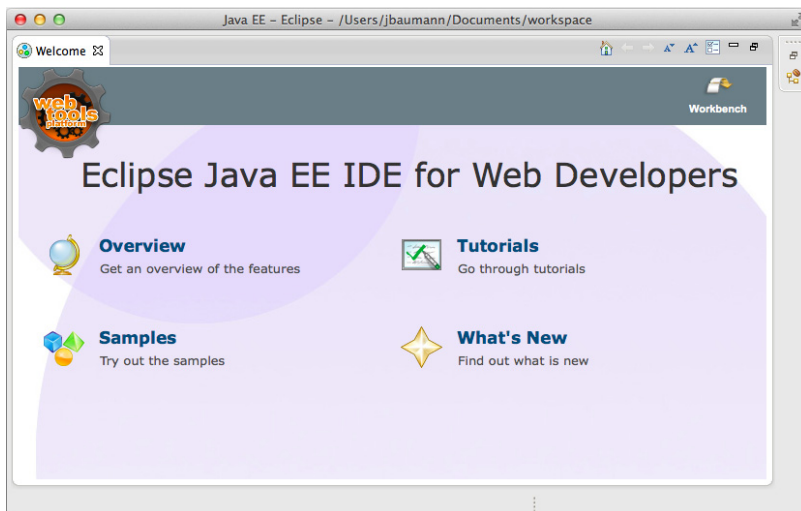 Java EE – Eclipse – /Users/jbaumann/Documents/workspace
Welcome
web
tools
platform
Workbench
Eclipse Java EE IDE for Web Developers
Overview
Get an overview of the features
Tutorials
Go through tutorials
Samples
Try out the samples
What's New
Find out what is new